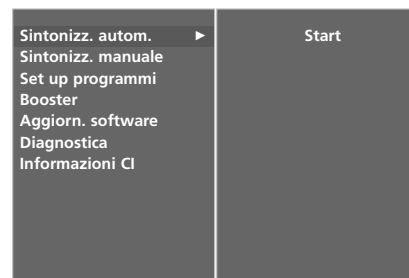 Sintonizz. autom. ► Start
Sintonizz. manuale
Set up programmi
Booster
Aggiorn. software
Diagnostica
Informazioni CI